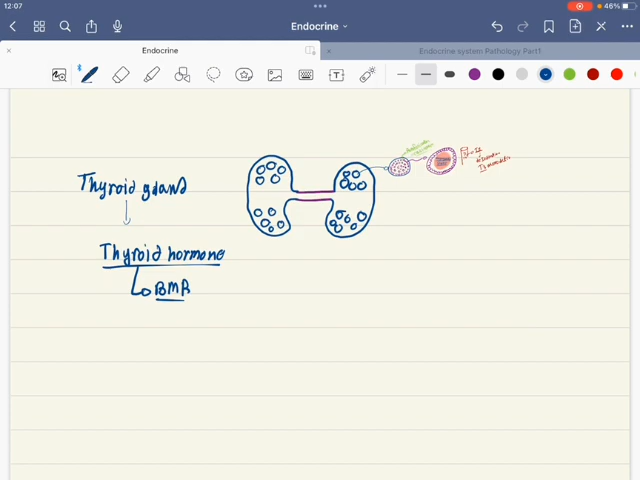 12:07
46%
Endocrine
Endocrine
Endocrine system Pathology Part1
T
Thyroid gland
Thyroid hormone
BMR